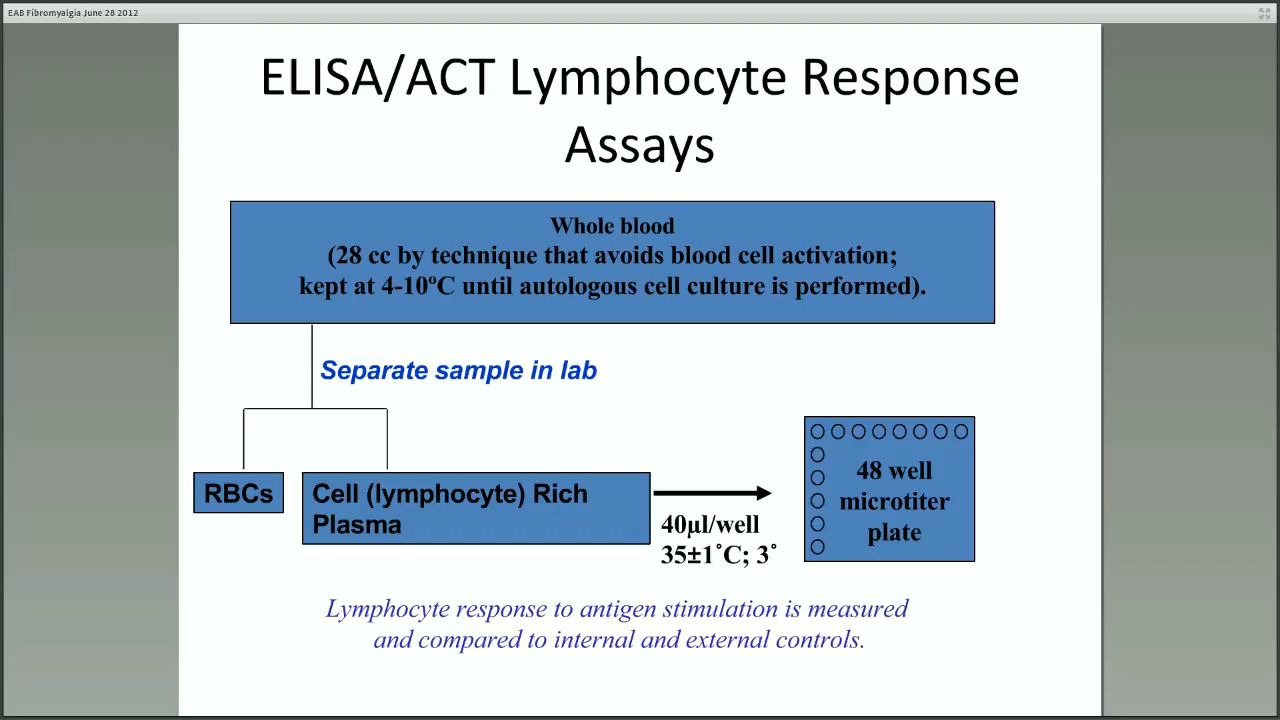 EAB Fibromyalgia June 28 2012
ELISA/ACT Lymphocyte Response
Assays
Whole blood
(28 cc by technique that avoids blood cell activation;
kept at 4-10ºC until autologous cell culture is performed).
Separate sample in lab
RBCs
Cell (lymphocyte) Rich
Plasma
40µl/well
35±1˚C; 3˚
48 well
microtiter
plate
Lymphocyte response to antigen stimulation is measured
and compared to internal and external controls.